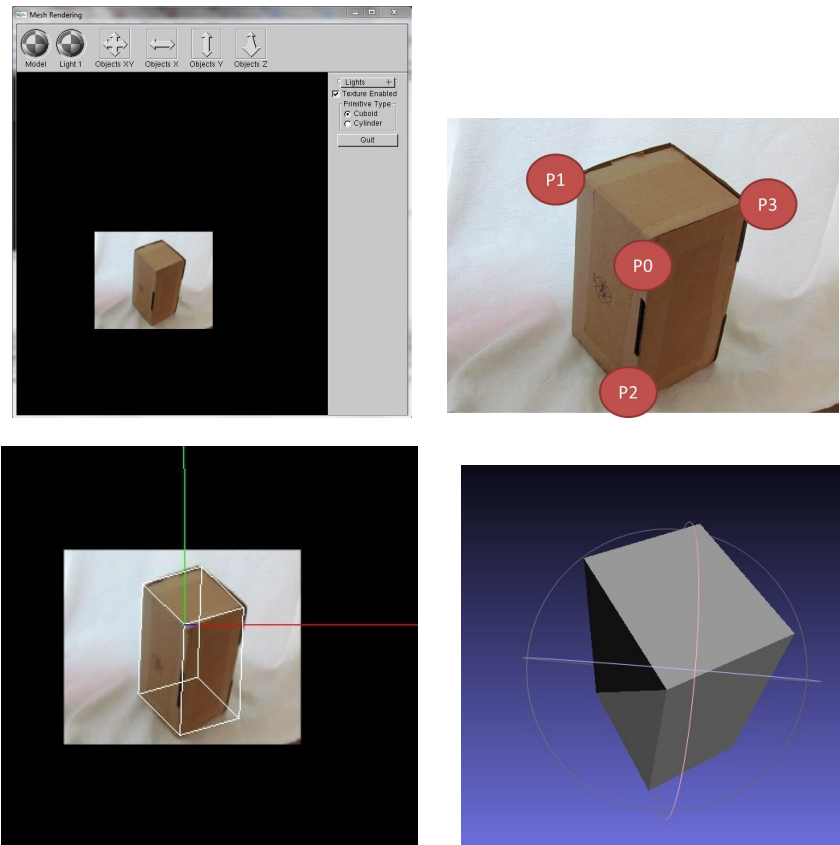 Mesh Rendering
Model Light 1 Objects XY Objects X Objects Y Objects Z
Lights +
Texture Enabled
Primitive Type
Cuboid
Cylinder
Quit
P1
P3
P0
P2